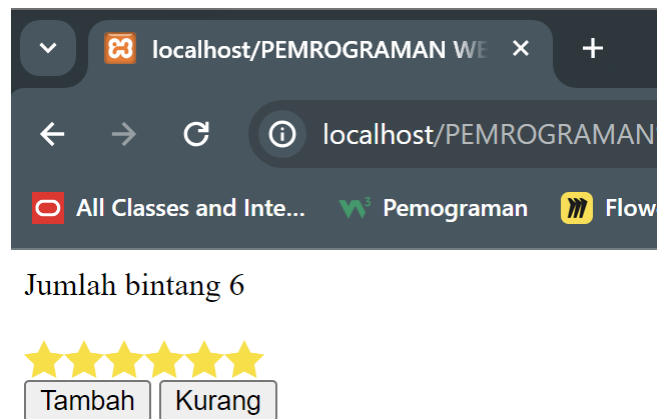 localhost/PEMROGRAMAN WE
localhost/PEMROGRAMAN
All Classes and Inte... Pemograman Flow
Jumlah bintang 6
Tambah Kurang